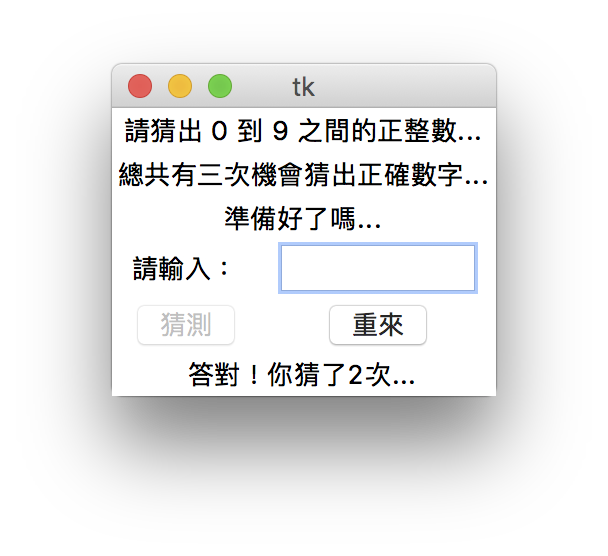 tk
請猜出 0 到 9 之間的正整數...
總共有三次機會猜出正確數字...
準備好了嗎...
請輸入：
猜測 重來
答對！你猜了2次...